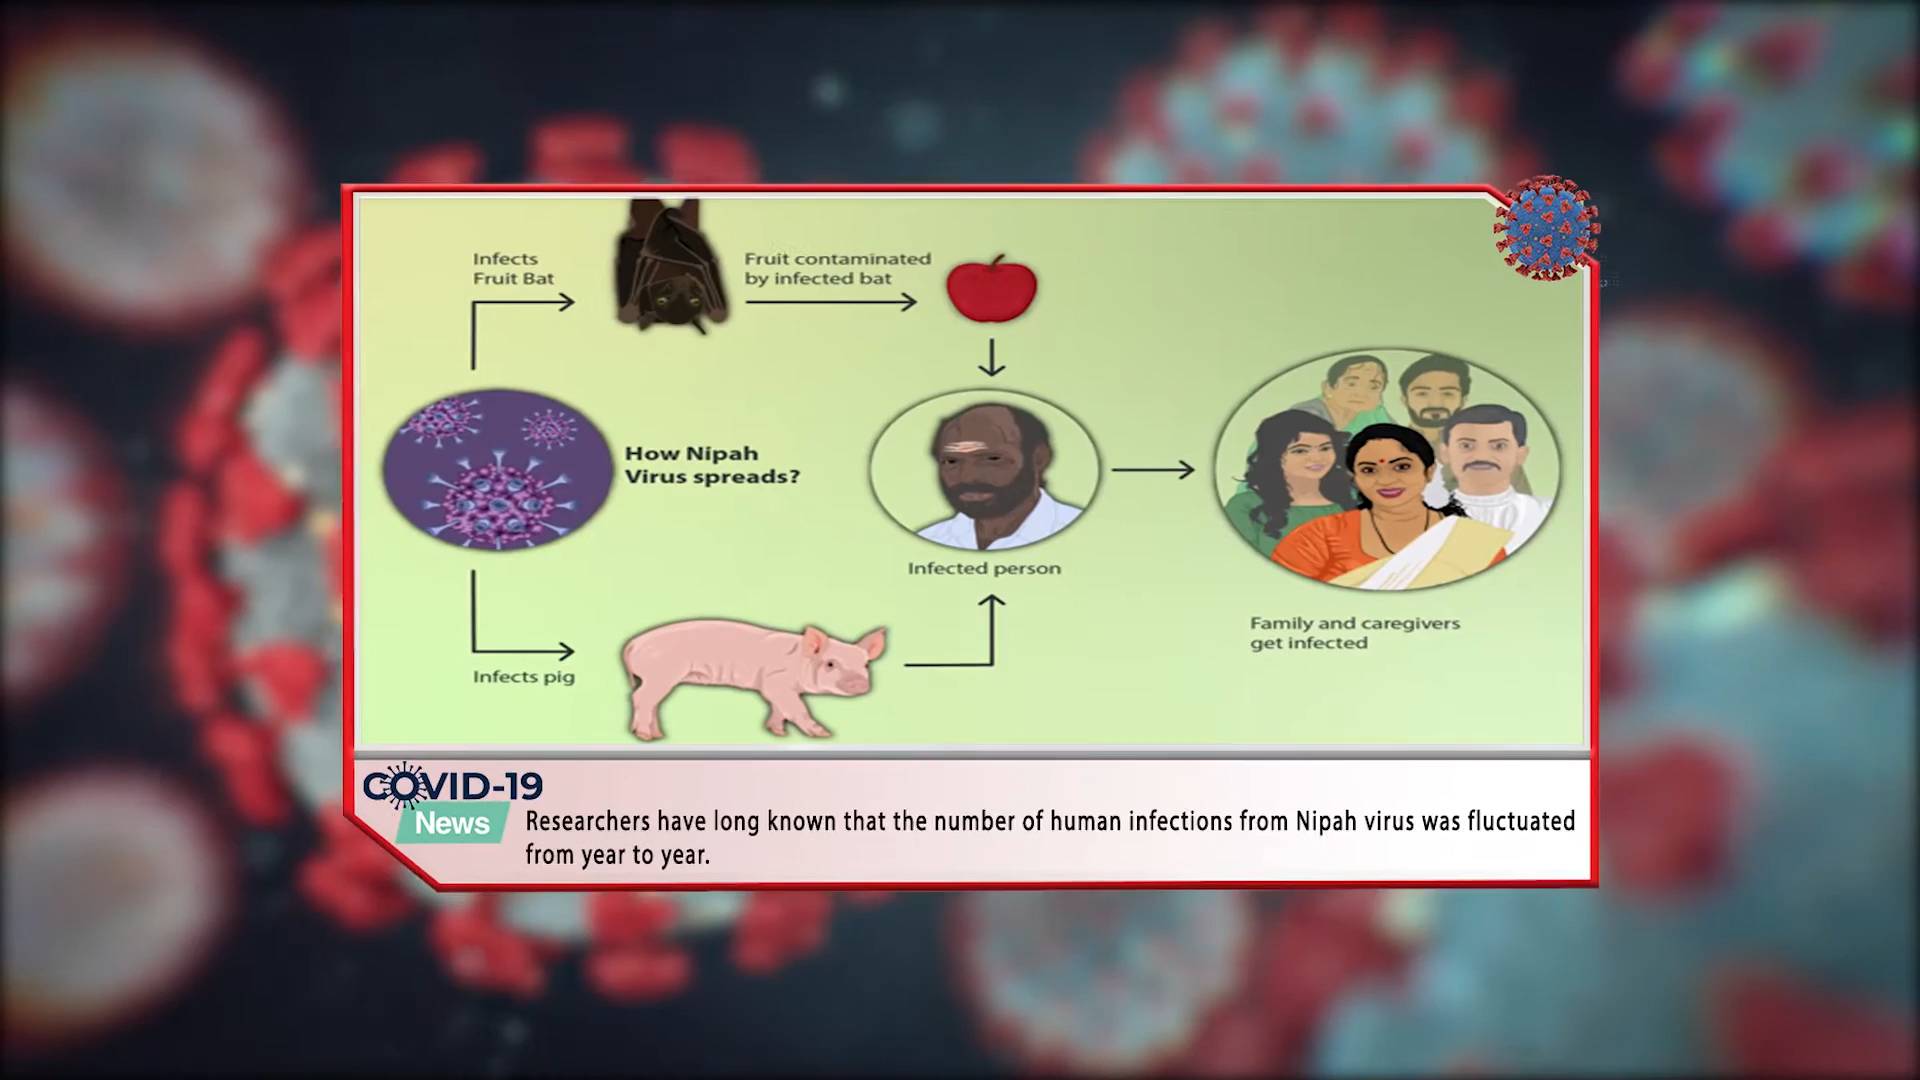 Infects
Fruit Bat
Fruit contaminated
by infected bat
How Nipah
Virus spreads?
Infected person
Family and caregivers
get infected
Infects pig
COVID-19
News
Researchers have long known that the number of human infections from Nipah virus was fluctuated
from year to year.